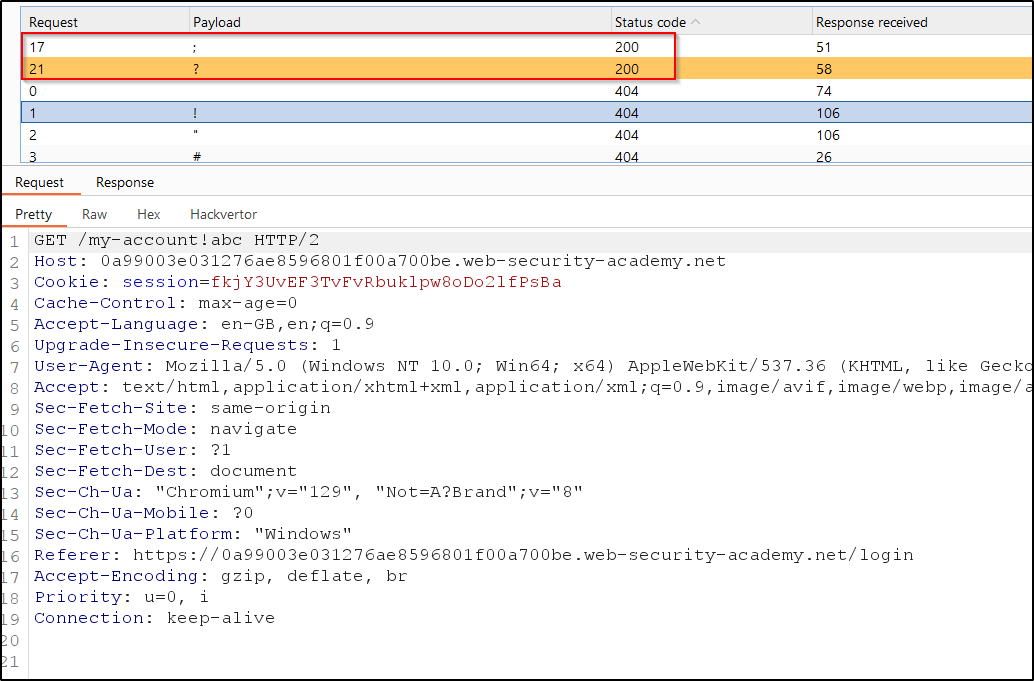 Request Payload Status code Response received
17 ; 200 51
21 ? 200 58
0 404 74
1 ! 404 106
2 " 404 106
3 # 404 26
Request Response
Pretty Raw Hex Hackvertor
1 GET /my-account!abc HTTP/2
2 Host: 0a99003e031276ae8596801f00a700be.web-security-academy.net
3 Cookie: session=fkjY3UvEF3TvFvRbuklpw8oDo2lfPsBa
4 Cache-Control: max-age=0
5 Accept-Language: en-GB,en;q=0.9
6 Upgrade-Insecure-Requests: 1
7 User-Agent: Mozilla/5.0 (Windows NT 10.0; Win64; x64) AppleWebKit/537.36 (KHTML, like Gecko
8 Accept: text/html,application/xhtml+xml,application/xml;q=0.9,image/avif,image/webp,image/a
9 Sec-Fetch-Site: same-origin
10 Sec-Fetch-Mode: navigate
11 Sec-Fetch-User: ?1
12 Sec-Fetch-Dest: document
13 Sec-Ch-Ua: "Chromium";v="129", "Not=A?Brand";v="8"
14 Sec-Ch-Ua-Mobile: ?0
15 Sec-Ch-Ua-Platform: "Windows"
16 Referer: https://0a99003e031276ae8596801f00a700be.web-security-academy.net/login
17 Accept-Encoding: gzip, deflate, br
18 Priority: u=0, i
19 Connection: keep-alive
20
21